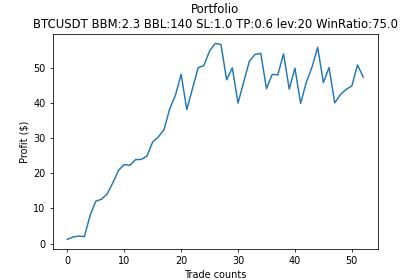 Portfolio
BTCUSDT BBM:2.3 BBL:140 SL:1.0 TP:0.6 lev:20 WinRatio:75.0
50
40
30
20
10
0
Profit ($)
0 10 20 30 40 50
Trade counts